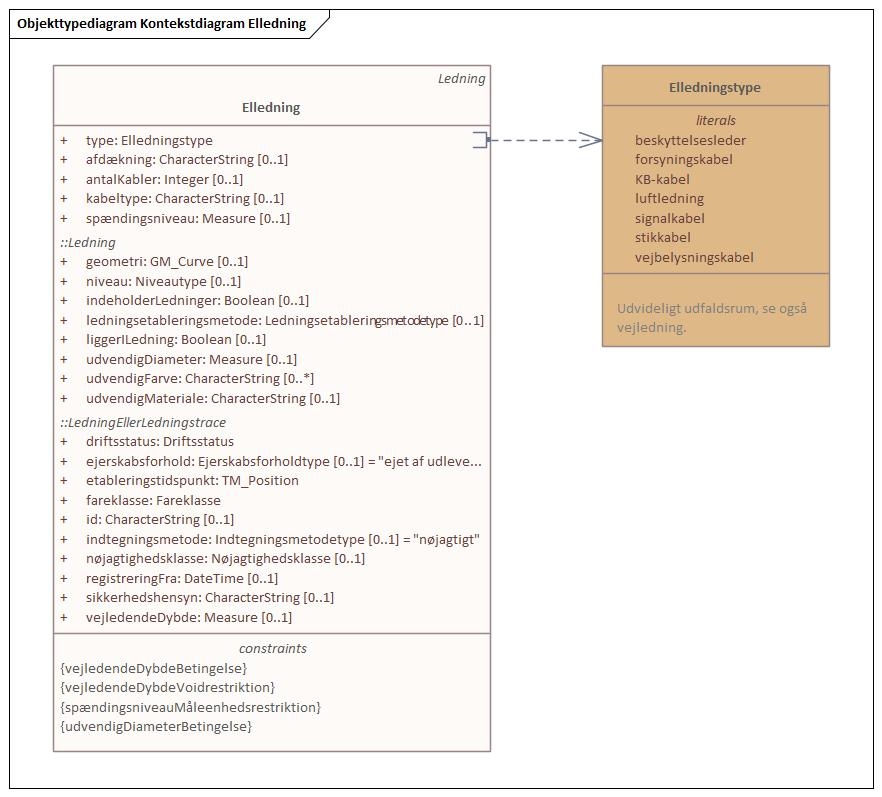 Objekttypediagram Kontekstdiagram Elledning
Ledning
Elledning
+ type: Elledningstype
+ afdækning: CharacterString [0..1]
+ antalKabler: Integer [0..1]
+ kabeltype: CharacterString [0..1]
+ spændingsniveau: Measure [0..1]
::Ledning
+ geometri: GM_Curve [0..1]
+ niveau: Niveautype [0..1]
+ indeholderLedninger: Boolean [0..1]
+ ledningsetableringsmetode: Ledningsetableringsmetodetype [0..1]
+ liggerILedning: Boolean [0..1]
+ udvendigDiameter: Measure [0..1]
+ udvendigFarve: CharacterString [0..*]
+ udvendigMateriale: CharacterString [0..1]
::LedningEllerLedningstrace
+ driftsstatus: Driftsstatus
+ ejerskabsforhold: Ejerskabsforholdtype [0..1] = "ejet af udleve...
+ etableringstidspunkt: TM_Position
+ fareklasse: Fareklasse
+ id: CharacterString [0..1]
+ indtegningsmetode: Indtegningsmetodetype [0..1] = "nøjagtigt"
+ nøjagtighedsklasse: Nøjagtighedsklasse [0..1]
+ registreringFra: DateTime [0..1]
+ sikkerhedshensyn: CharacterString [0..1]
+ vejledendeDybde: Measure [0..1]
constraints
{vejledendeDybdeBetingelse}
{vejledendeDybdeVoidrestriktion}
{spændingsniveauMåleenhedsrestriktion}
{udvendigDiameterBetingelse}
Elledningstype
literals
beskyttelsesleder
forsyningskabel
KB-kabel
luftledning
signalkabel
stikkabel
vejbelysningskabel
Udvideligt udfaldsrum, se også
vejledning.